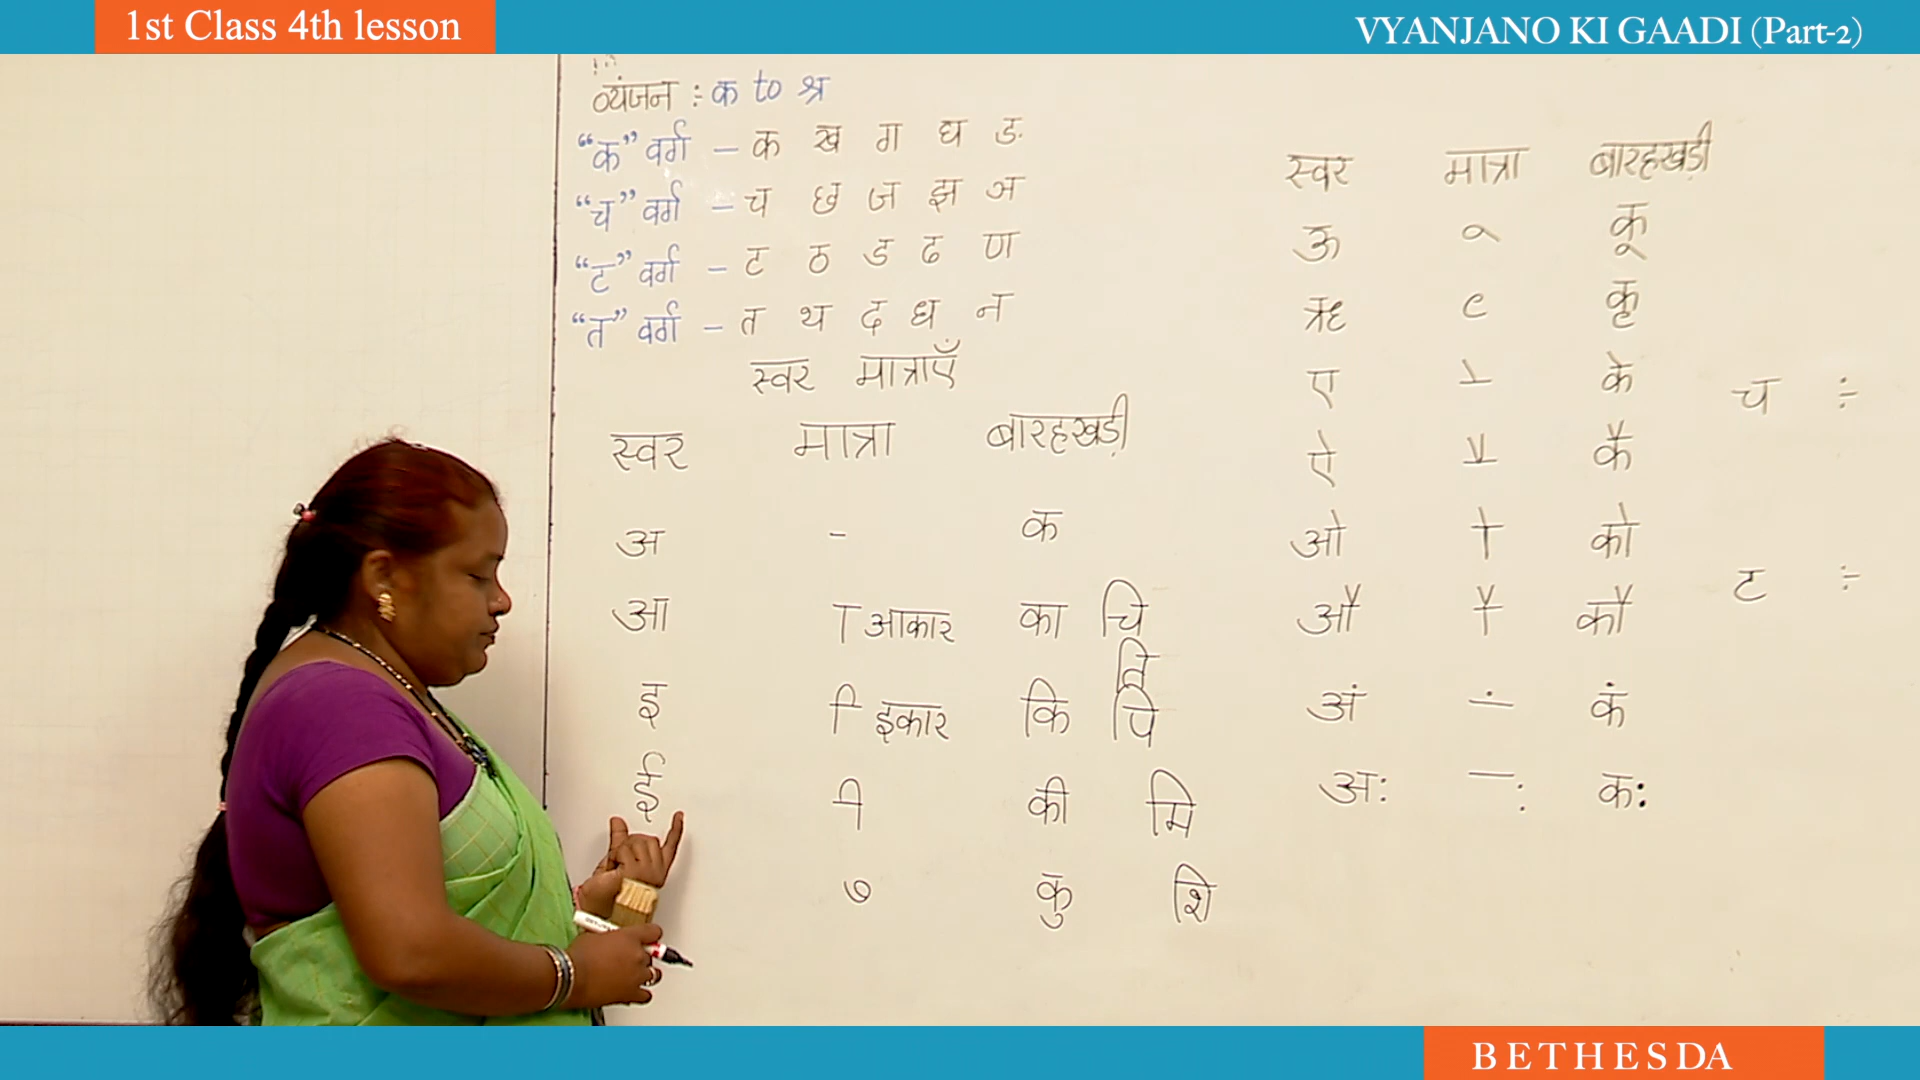 1st Class 4th lesson
VYANJANO KI GAADI (Part-2)
व्यंजन : क to श्र
“क” वर्ग – क ख ग घ ङ
“च” वर्ग – च छ ज झ ञ
“ट” वर्ग – ट ठ ड ढ ण
“त” वर्ग – त थ द ध न
स्वर मात्राएँ
स्वर मात्रा बारहखड़ी
अ - क
आ ा आकार का चि
ति
इ ि इकार कि पि
ई ी की मि
ु कु शि
स्वर मात्रा बारहखड़ी
ऊ ू कू
ऋ ृ कृ
ए े के
ऐ ै कै
ओ ो को
औ ौ कौ
अं ं कं
अः ः कः
च ÷
ट ÷
BETHESDA